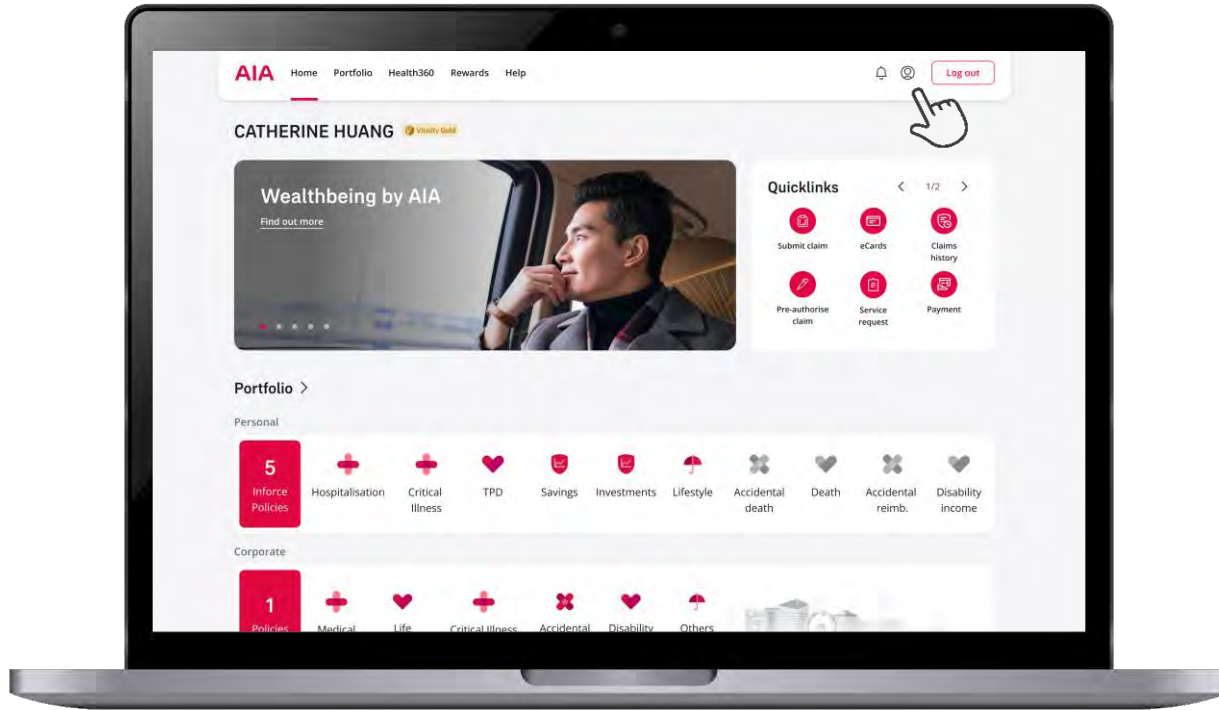 AIA
Home Portfolio Health360 Rewards Help
Log out
CATHERINE HUANG
Vitality Gold
Wealthbeing by AIA
Find out more
Quicklinks
1/2
Submit claim
eCards
Claims
history
Pre-authorise
claim
Service
request
Payment
Portfolio
Personal
5
Inforce
Policies
Hospitalisation
Critical
Illness
TPD
Savings
Investments
Lifestyle
Accidental
death
Death
Accidental
reimb.
Disability
income
Corporate
1
Policies
Medical
Life
Critical Illness
Accidental
Disability
Others